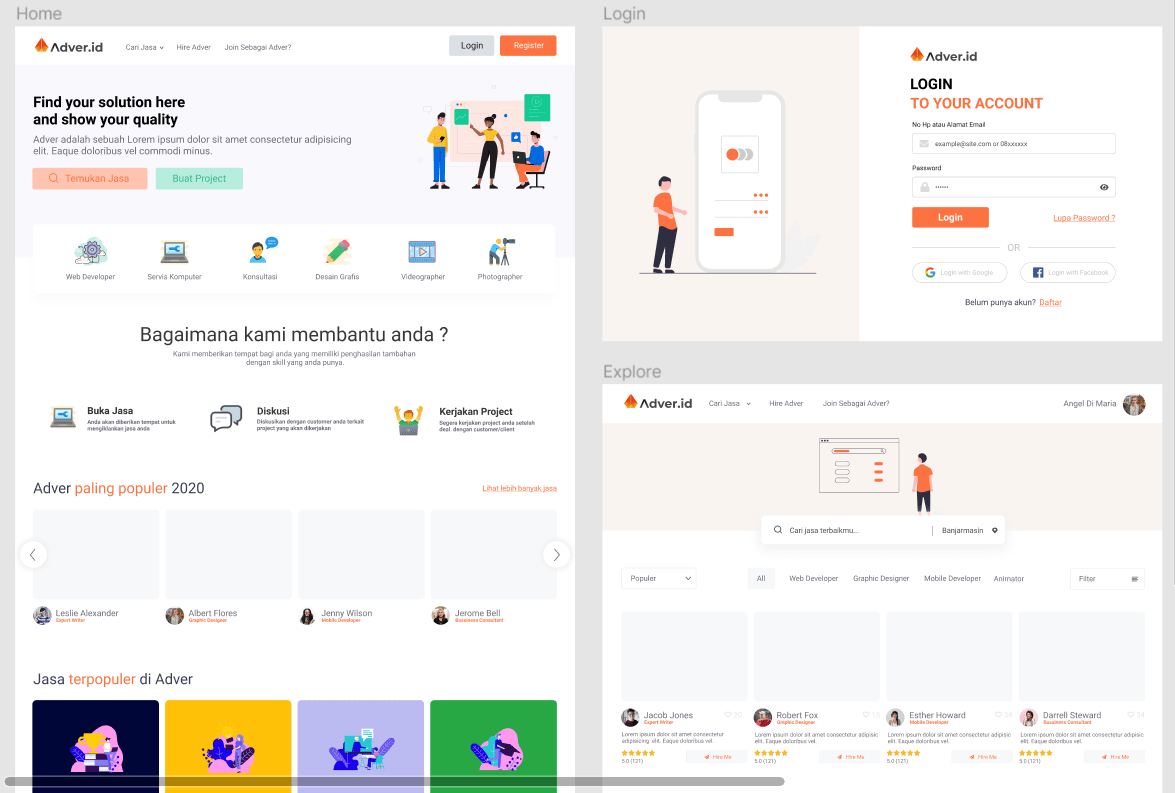 Home
Adver.id
Cari Jasa
Hire Adver
Join Sebagai Adver?
Login
Register
Find your solution here
and show your quality
Adver adalah sebuah Lorem ipsum dolor sit amet consectetur adipisicing
elit. Eaque doloribus vel commodi minus.
Temukan Jasa
Buat Project
Web Developer
Servis Komputer
Konsultasi
Desain Grafis
Videographer
Photographer
Bagaimana kami membantu anda ?
Kami memberikan tempat bagi anda yang memiliki penghasilan tambahan
dengan skill yang anda punya.
Buka Jasa
Anda akan diberikan tempat untuk
mengiklankan jasa anda
Diskusi
Diskusikan dengan customer anda terkait
project yang akan dikerjakan
Kerjakan Project
Segera kerjakan project anda setelah
deal dengan customer/client
Adver paling populer 2020
Lihat lebih banyak jasa
Leslie Alexander
Expert Writer
Albert Flores
Graphic Designer
Jenny Wilson
Mobile Developer
Jerome Bell
Bussiness Consultant
Jasa terpopuler di Adver
Login
Adver.id
LOGIN
TO YOUR ACCOUNT
No Hp atau Alamat Email
example@site.com or 08xxxxxx
Password
Login
Lupa Password ?
OR
Login with Google
Login with Facebook
Belum punya akun? Daftar
Explore
Adver.id
Cari Jasa
Hire Adver
Join Sebagai Adver?
Angel Di Maria
Cari jasa terbaikmu...
Banjarmasin
Populer
All
Web Developer
Graphic Designer
Mobile Developer
Animator
Filter
Jacob Jones
Expert Writer
Lorem ipsum dolor sit amet consectetur
adipisicing elit. Eaque doloribus vel.
5.0 (121)
Hire Me
Robert Fox
Graphic Designer
Lorem ipsum dolor sit amet consectetur adipisic
elit. Eaque doloribus vel.
5.0 (121)
Hire Me
Esther Howard
Mobile Developer
Lorem ipsum dolor sit amet consectetur adipisic
elit. Eaque doloribus vel.
5.0 (121)
Hire Me
Darrell Steward
Bussiness Consultant
Lorem ipsum dolor sit amet consectetur adipisic
elit. Eaque doloribus vel.
5.0 (121)
Hire Me